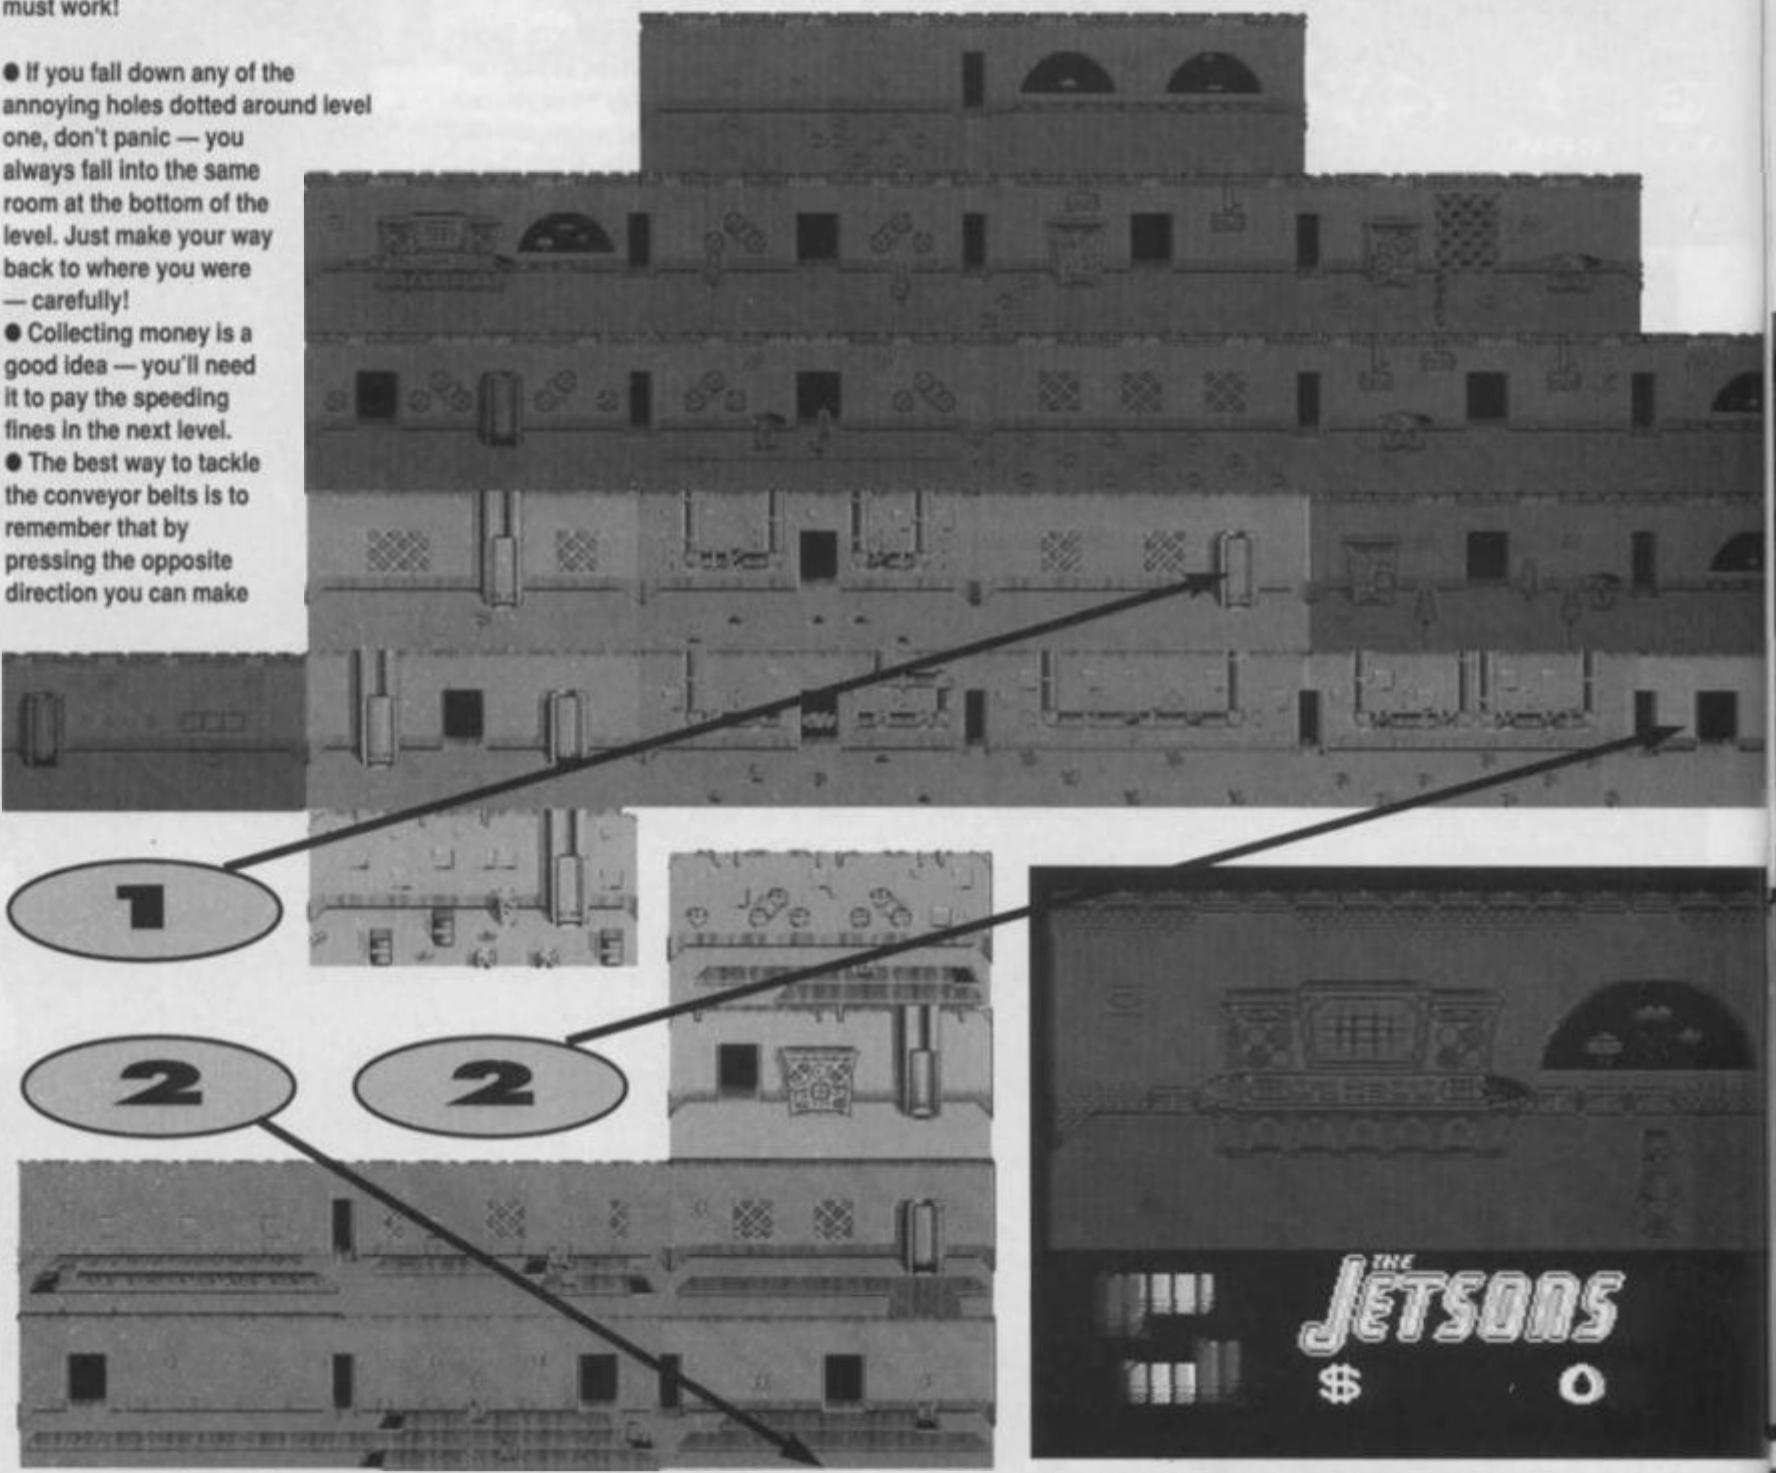 must work!
● If you fall down any of the
annoying holes dotted around level
one, don't panic — you
always fall into the same
room at the bottom of the
level. Just make your way
back to where you were
— carefully!
● Collecting money is a
good idea — you'll need
it to pay the speeding
fines in the next level.
● The best way to tackle
the conveyor belts is to
remember that by
pressing the opposite
direction you can make
1
2
2
THE
JETSONS
$
0